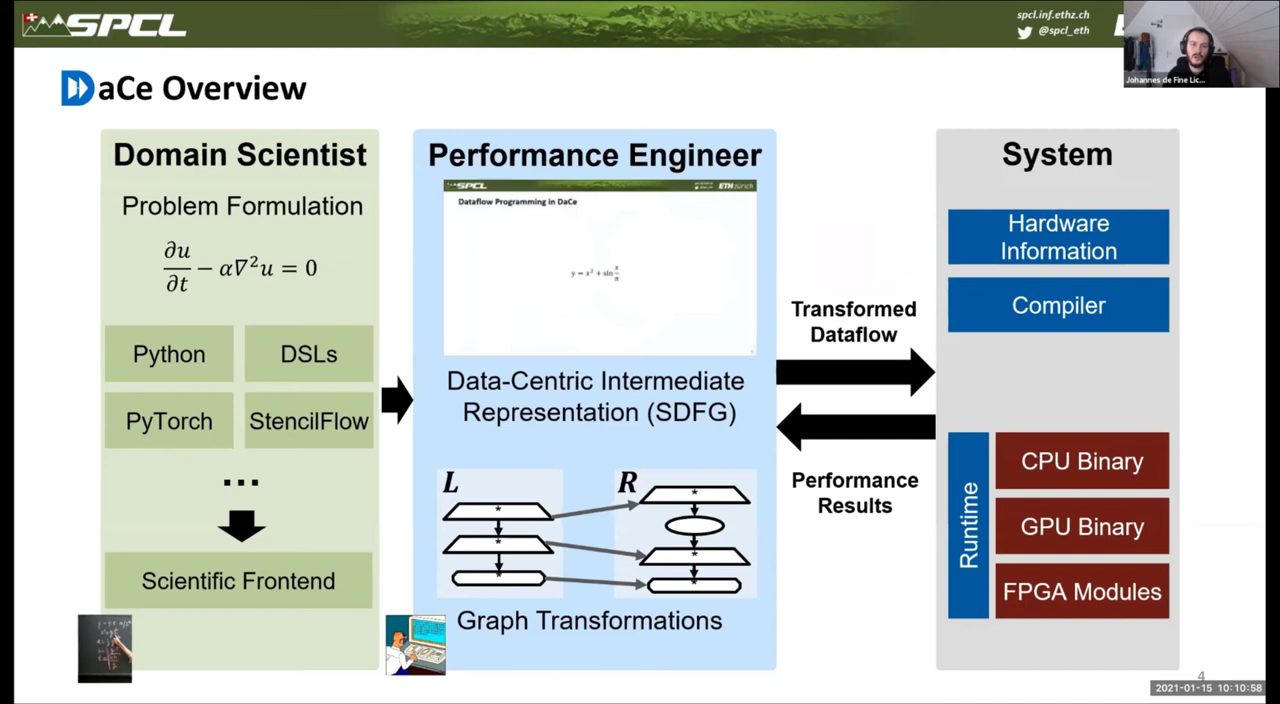 SPCL
spcl.inf.ethz.ch
@spcl_eth
Johannes de Fine Lic...
DaCe Overview
Domain Scientist
Problem Formulation
∂u/∂t − α∇²u = 0
Python
DSLs
PyTorch
StencilFlow
...
Scientific Frontend
Performance Engineer
SPCL
ETHzürich
Dataflow Programming in DaCe
Data-Centric Intermediate
Representation (SDFG)
L
R
*
*
*
*
*
*
Graph Transformations
Transformed
Dataflow
Performance
Results
System
Hardware
Information
Compiler
Runtime
CPU Binary
GPU Binary
FPGA Modules
4
2021-01-15 10:10:58